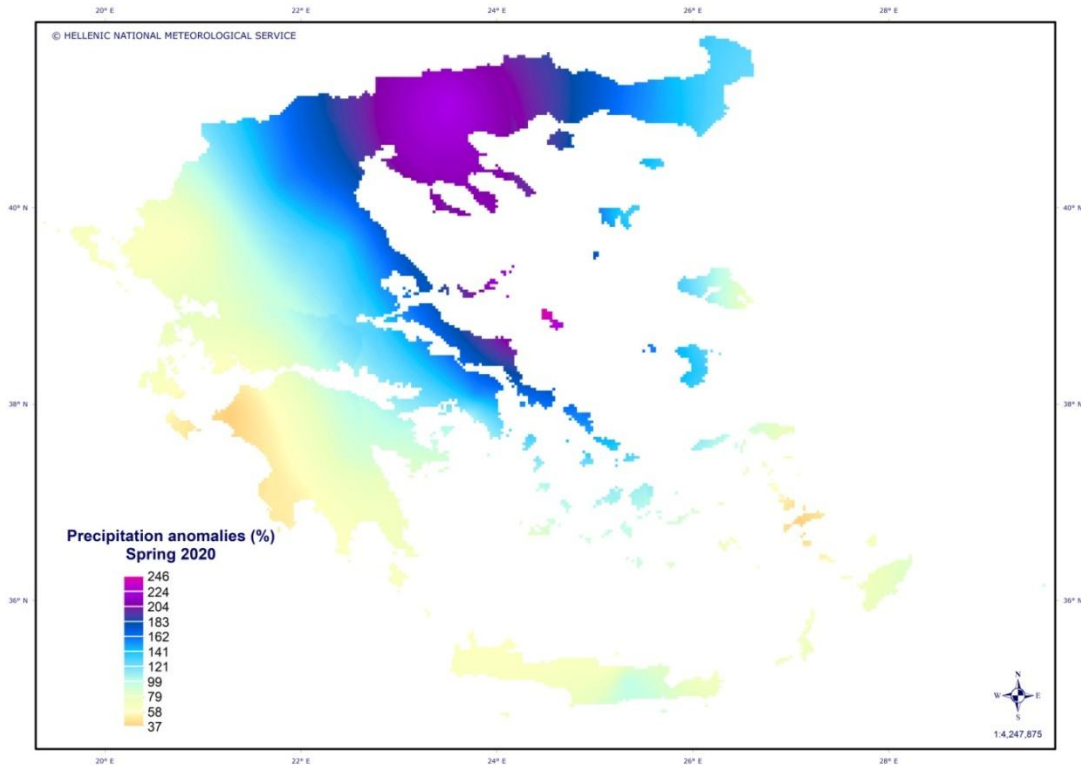 20° E 22° E 24° E 26° E 28° E
© HELLENIC NATIONAL METEOROLOGICAL SERVICE
40° N 40° N
38° N 38° N
Precipitation anomalies (%)
Spring 2020
246
224
204
183
162
141
121
99
79
58
37
36° N 36° N
N
W E
S
1:4,247,875
20° E 22° E 24° E 26° E 28° E